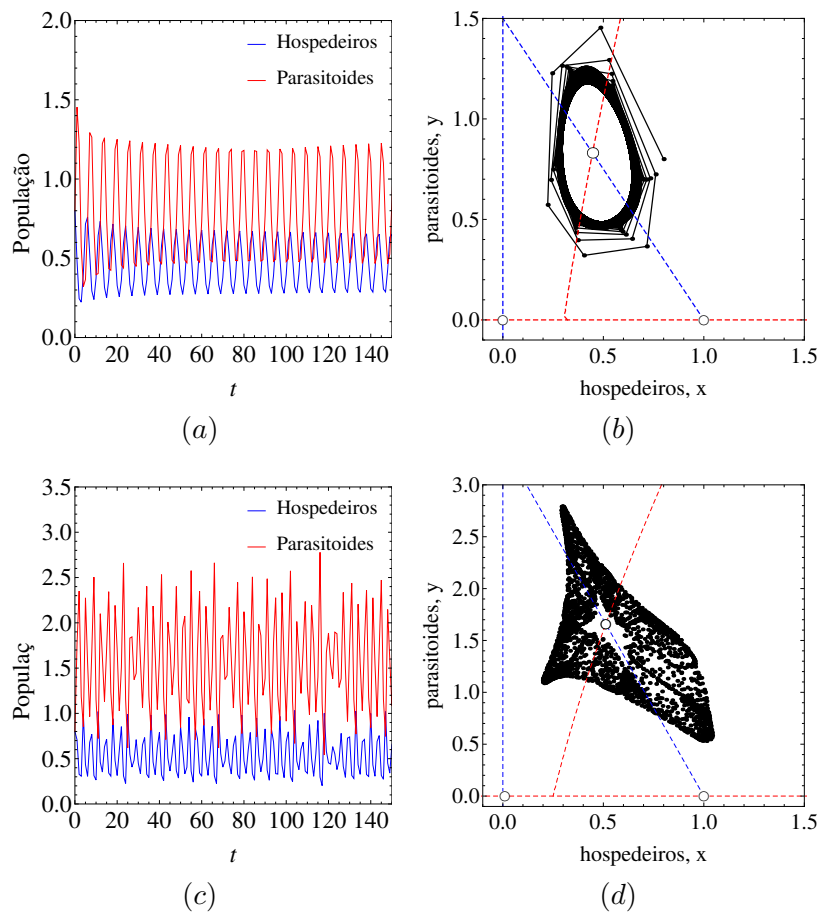 2.0
1.5
1.0
0.5
0.0
População
Hospedeiros
Parasitoides
0 20 40 60 80 100 120 140
t
(a)
1.5
1.0
0.5
0.0
parasitoides, y
0.0 0.5 1.0 1.5
hospedeiros, x
(b)
3.5
3.0
2.5
2.0
1.5
1.0
0.5
0.0
Populaç
Hospedeiros
Parasitoides
0 20 40 60 80 100 120 140
t
(c)
3.0
2.5
2.0
1.5
1.0
0.5
0.0
parasitoides, y
0.0 0.5 1.0 1.5
hospedeiros, x
(d)